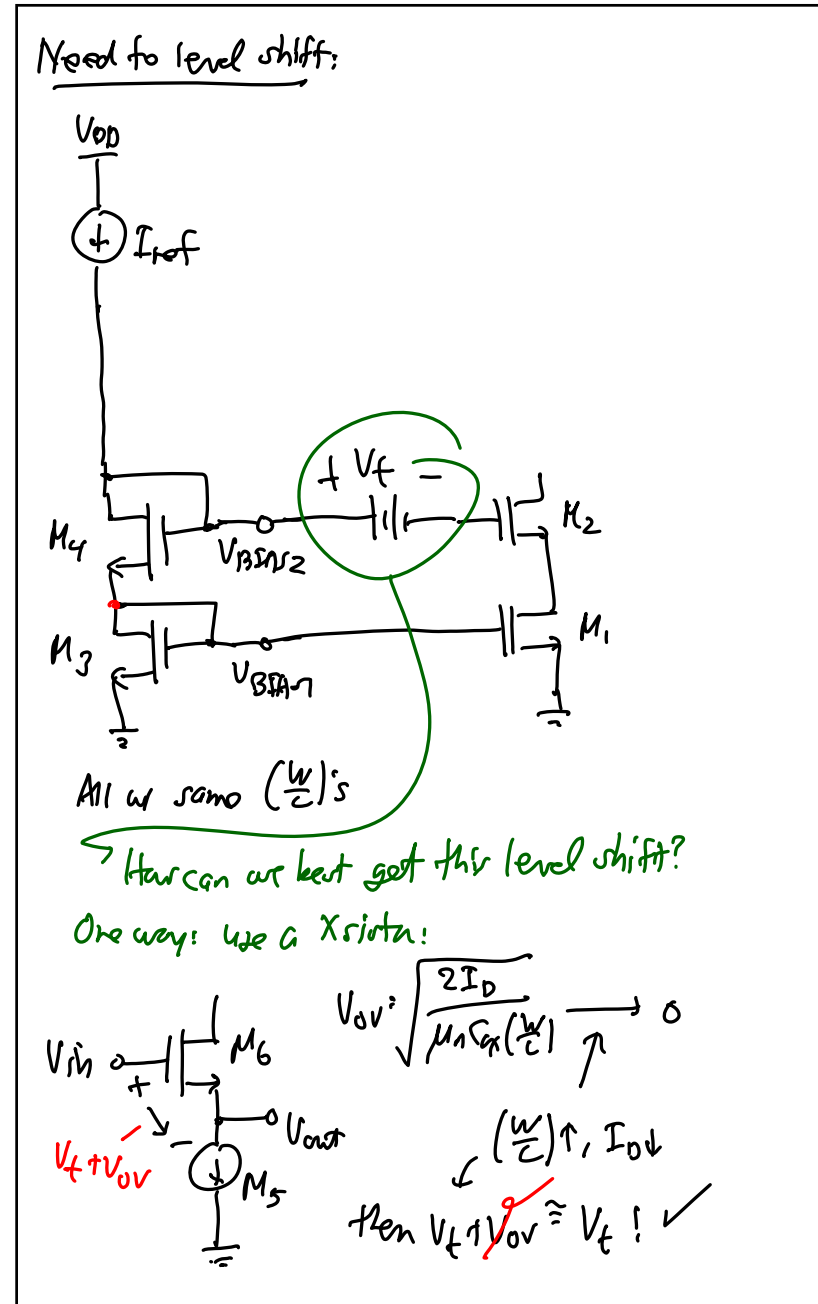 Need to level shift:
VDD
Iref
+ Vt −
M4
VBIAS2
M2
M3
VBIAS1
M1
All w/ same (W/L)'s
How can we best get this level shift?
One way: use a Xsistor:
Vov = √(2ID / μnCox(W/L)) → 0
Vin
M6
+
−
Vout
Vt+Vov
M5
(W/L)↑, ID↓
then Vt+Vov ≅ Vt ! ✓